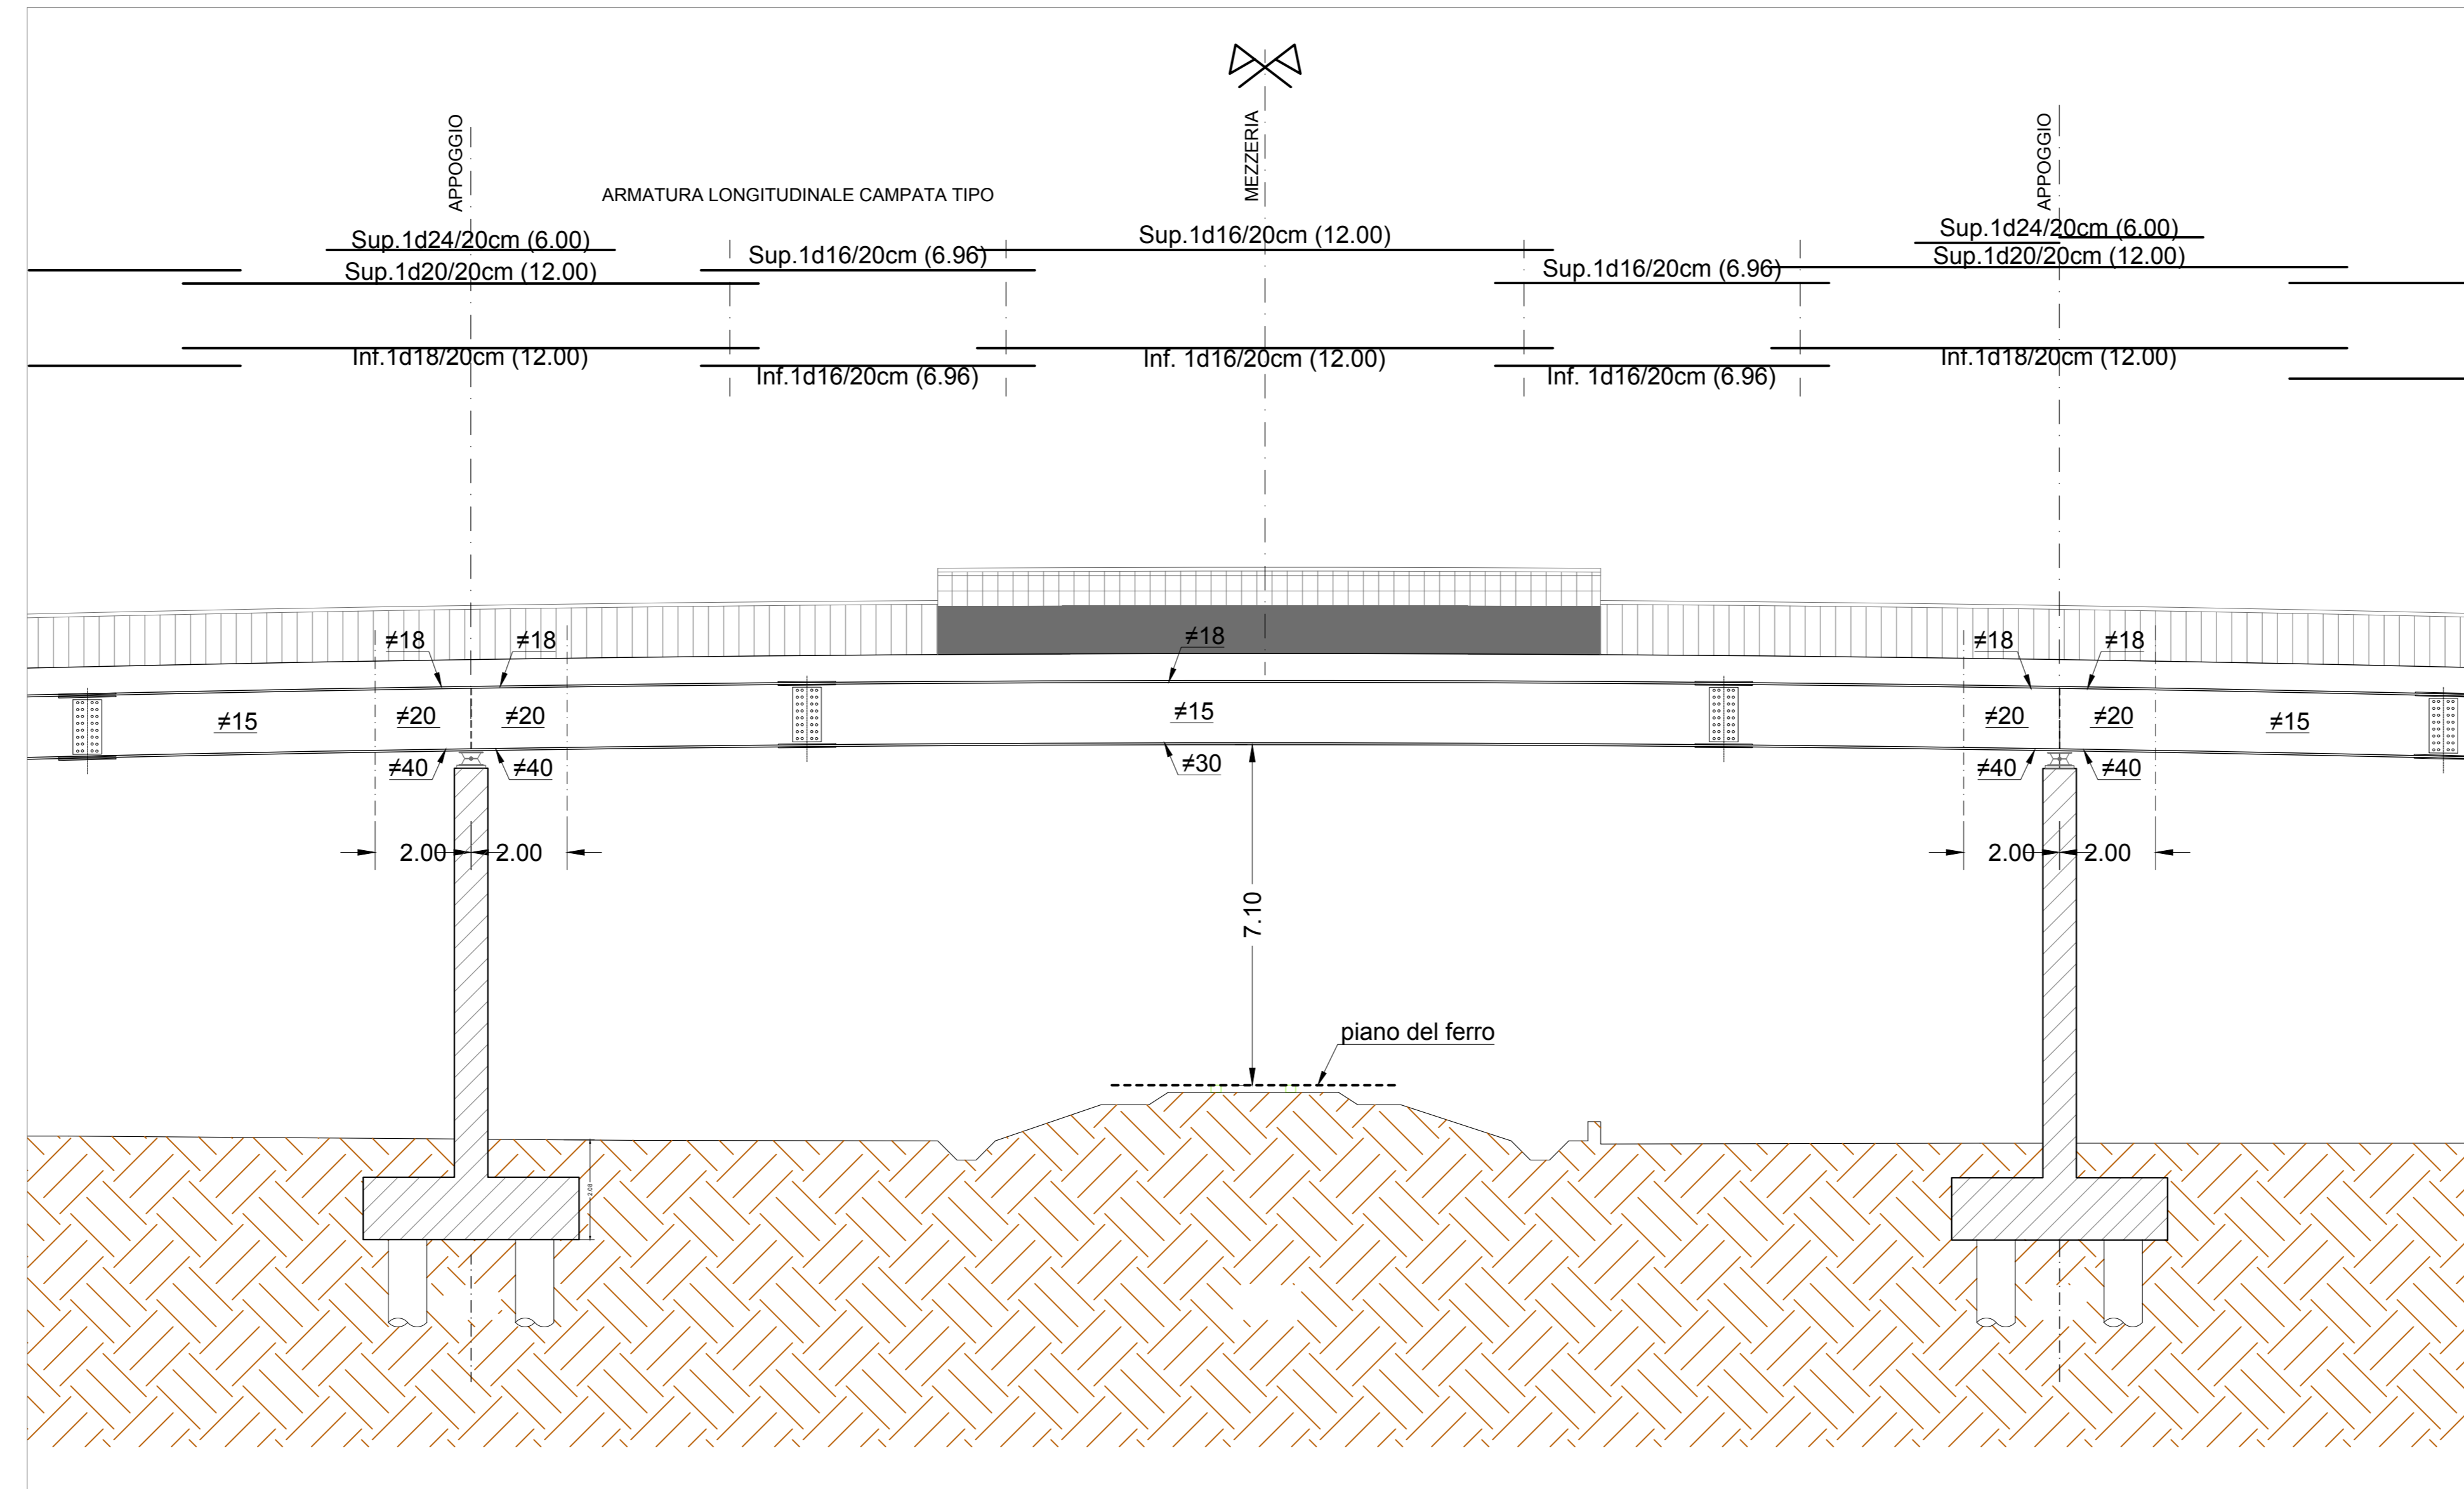 APPOGGIO
MEZZERIA
APPOGGIO
ARMATURA LONGITUDINALE CAMPATA TIPO
Sup.1d24/20cm (6.00)
Sup.1d20/20cm (12.00)
Sup.1d16/20cm (6.96)
Sup.1d16/20cm (12.00)
Sup.1d16/20cm (6.96)
Sup.1d24/20cm (6.00)
Sup.1d20/20cm (12.00)
Inf.1d18/20cm (12.00)
Inf.1d16/20cm (6.96)
Inf. 1d16/20cm (12.00)
Inf. 1d16/20cm (6.96)
Inf.1d18/20cm (12.00)
≠18
≠18
≠18
≠18
≠18
≠15
≠20
≠20
≠15
≠20
≠20
≠15
≠40
≠40
≠30
≠40
≠40
2.00
2.00
2.00
2.00
7.10
piano del ferro
2.08